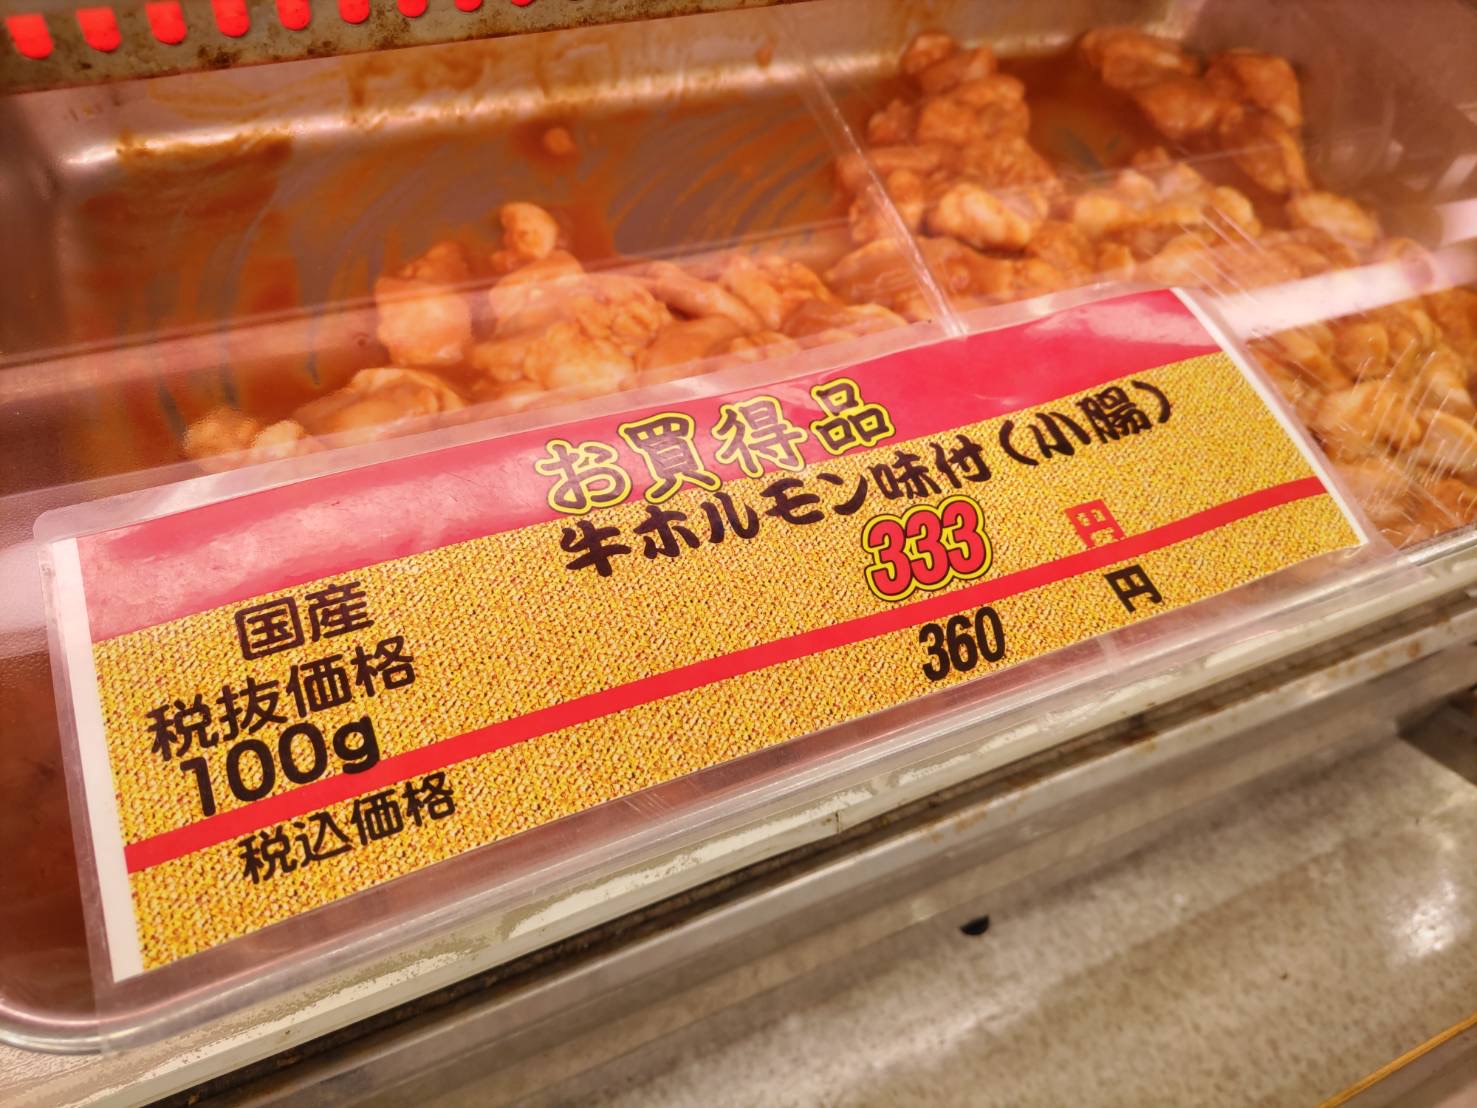 お買得品
牛ホルモン味付（小腸）
国産
税抜価格 333 円
100g
税込価格 360 円